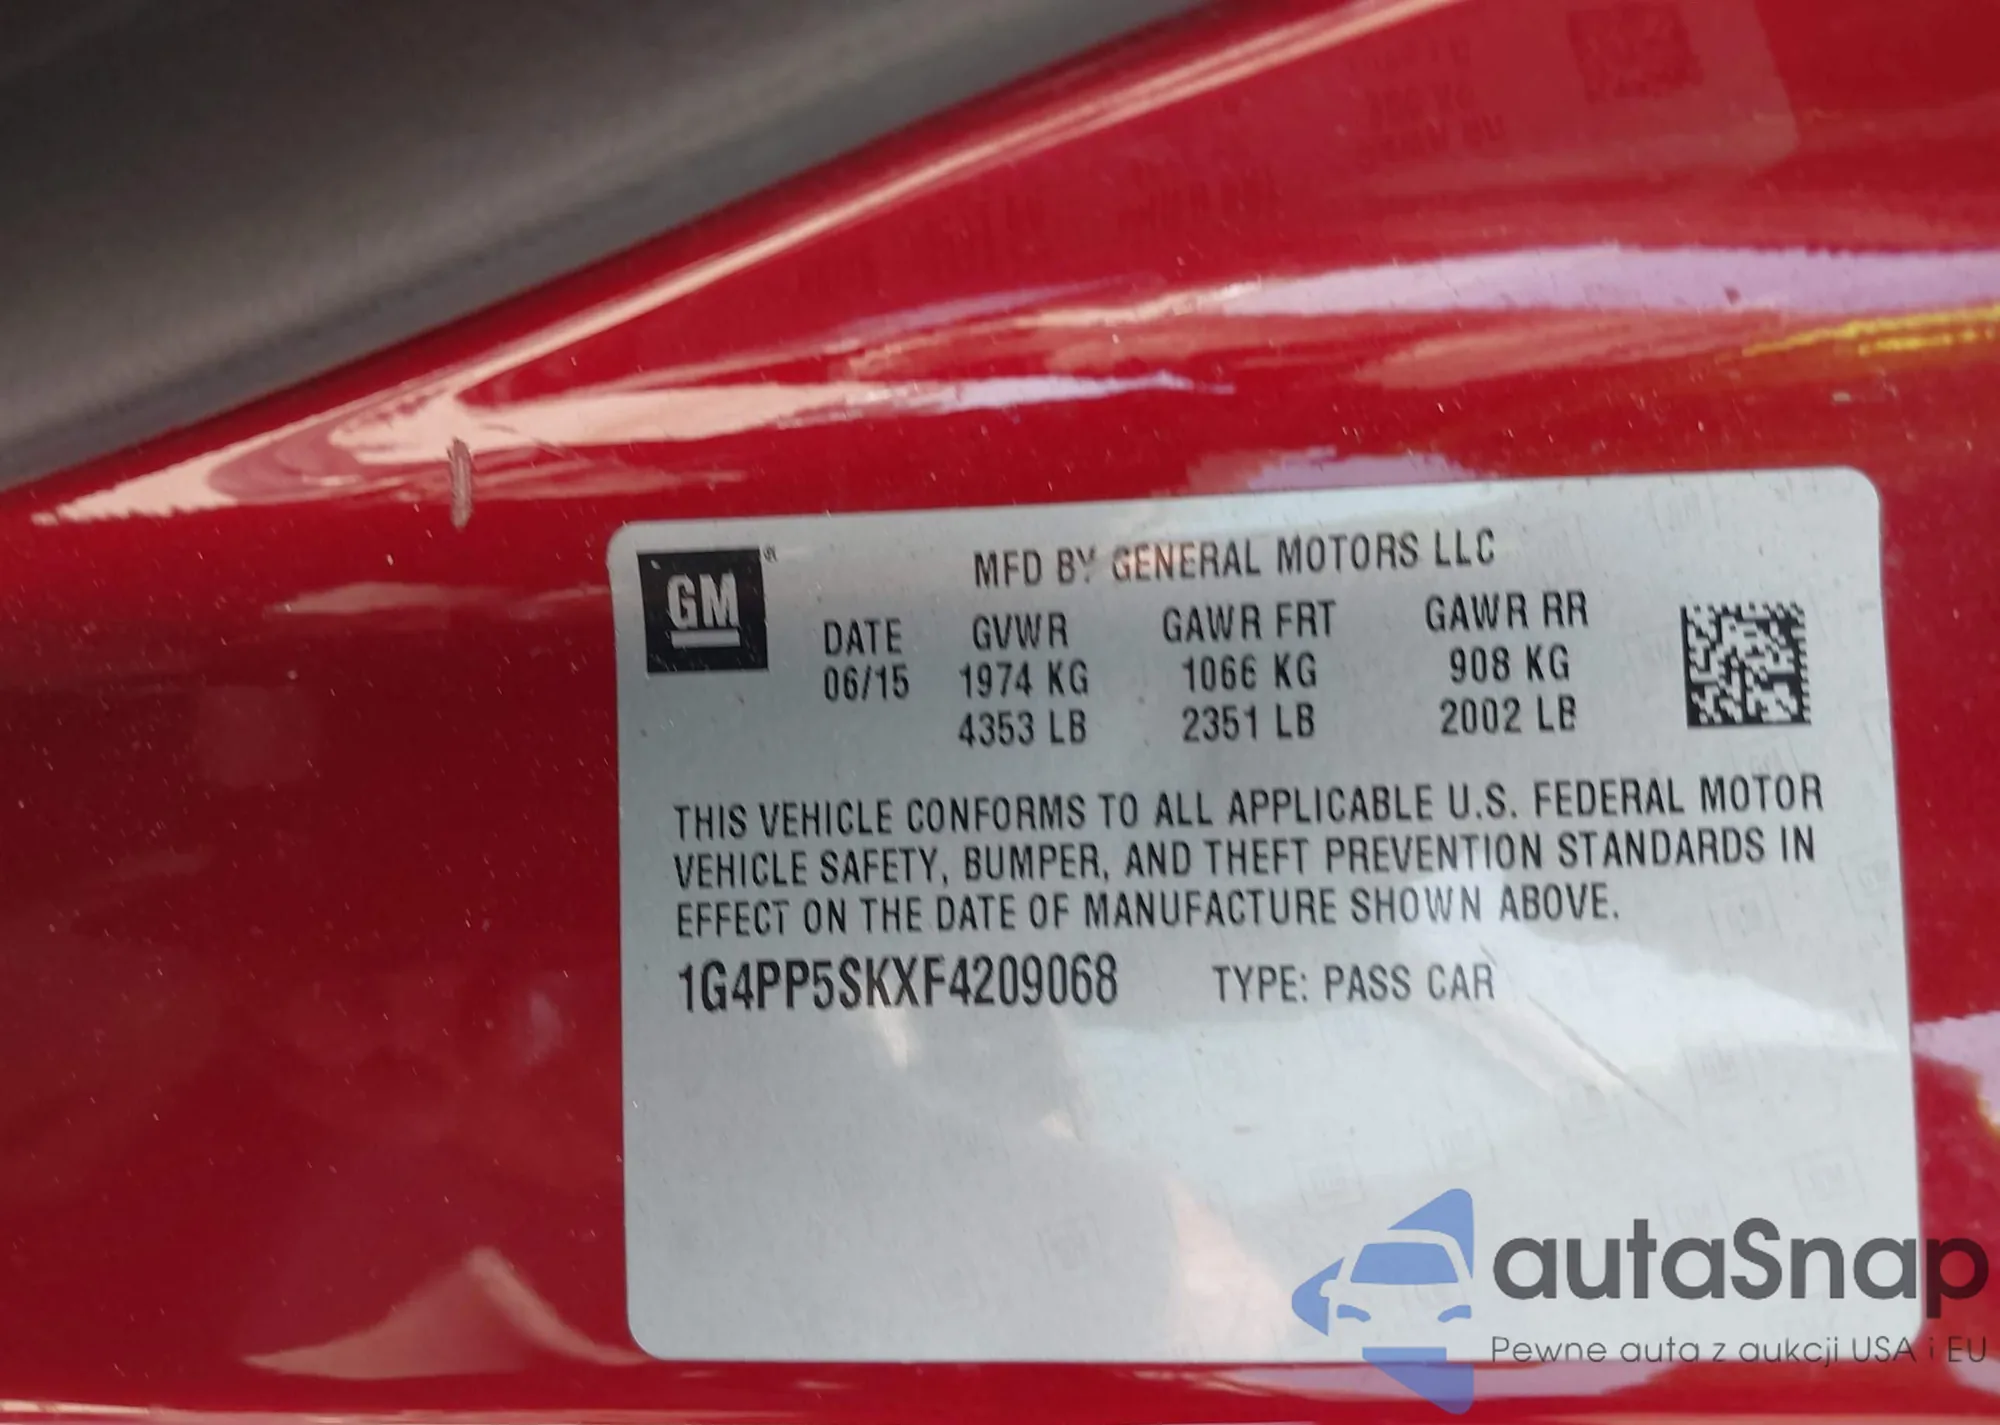 GM®
MFD BY GENERAL MOTORS LLC
DATE GVWR GAWR FRT GAWR RR
06/15 1974 KG 1066 KG 908 KG
4353 LB 2351 LB 2002 LB
THIS VEHICLE CONFORMS TO ALL APPLICABLE U.S. FEDERAL MOTOR
VEHICLE SAFETY, BUMPER, AND THEFT PREVENTION STANDARDS IN
EFFECT ON THE DATE OF MANUFACTURE SHOWN ABOVE.
1G4PP5SKXF4209068 TYPE: PASS CAR
autaSnap
Pewne auta z aukcji USA i EU